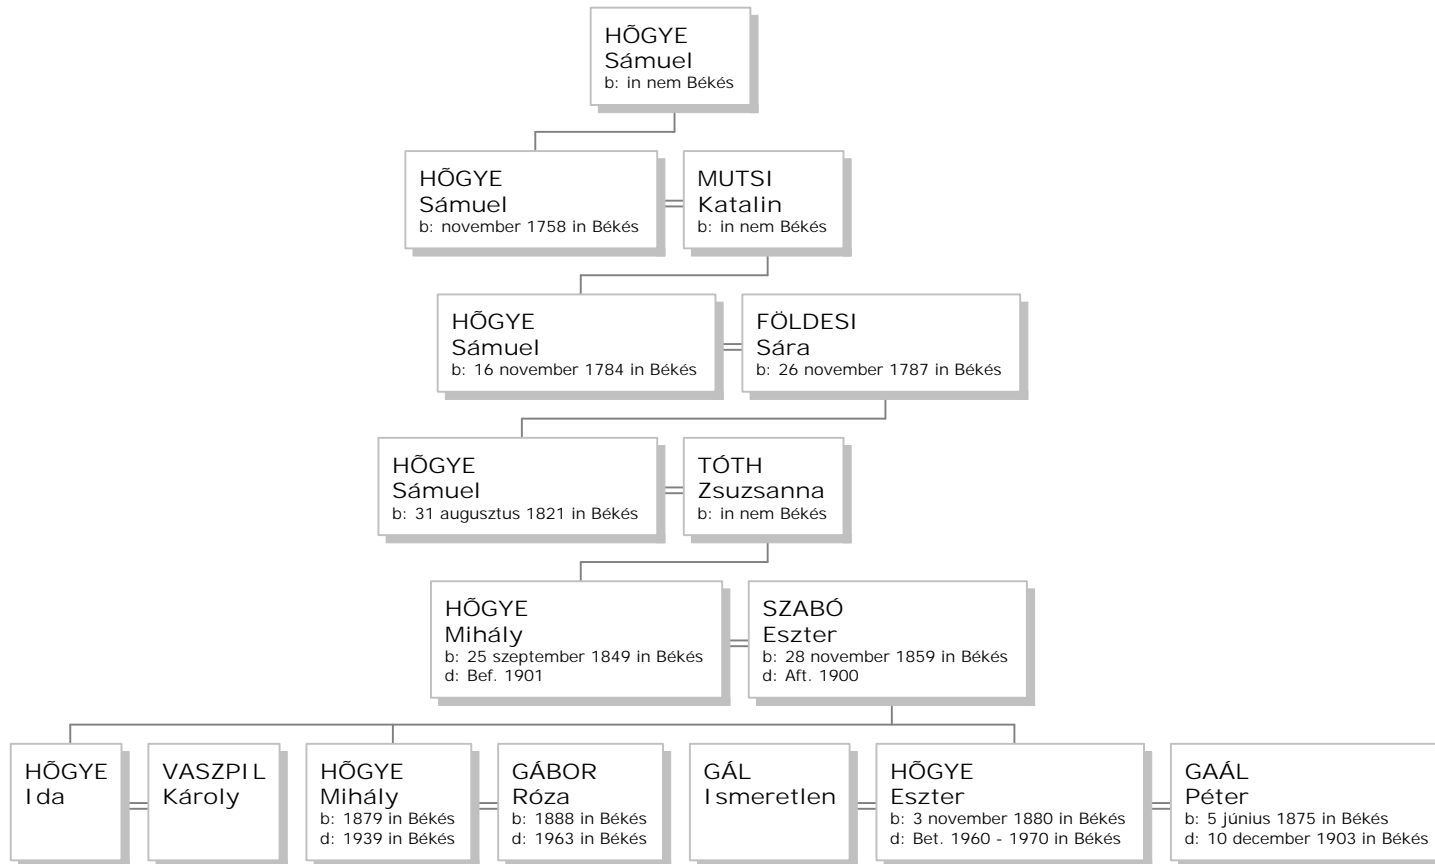 HÕGYE
Sámuel
b: in nem Békés
HÕGYE
Sámuel
b: november 1758 in Békés
MUTSI
Katalin
b: in nem Békés
HÕGYE
Sámuel
b: 16 november 1784 in Békés
FÖLDESI
Sára
b: 26 november 1787 in Békés
HÕGYE
Sámuel
b: 31 augusztus 1821 in Békés
TÓTH
Zsuzsanna
b: in nem Békés
HÕGYE
Mihály
b: 25 szeptember 1849 in Békés
d: Bef. 1901
SZABÓ
Eszter
b: 28 november 1859 in Békés
d: Aft. 1900
HÕGYE
Ida
VASZPIL
Károly
HÕGYE
Mihály
b: 1879 in Békés
d: 1939 in Békés
GÁBOR
Róza
b: 1888 in Békés
d: 1963 in Békés
GÁL
Ismeretlen
HÕGYE
Eszter
b: 3 november 1880 in Békés
d: Bet. 1960 - 1970 in Békés
GAÁL
Péter
b: 5 június 1875 in Békés
d: 10 december 1903 in Békés